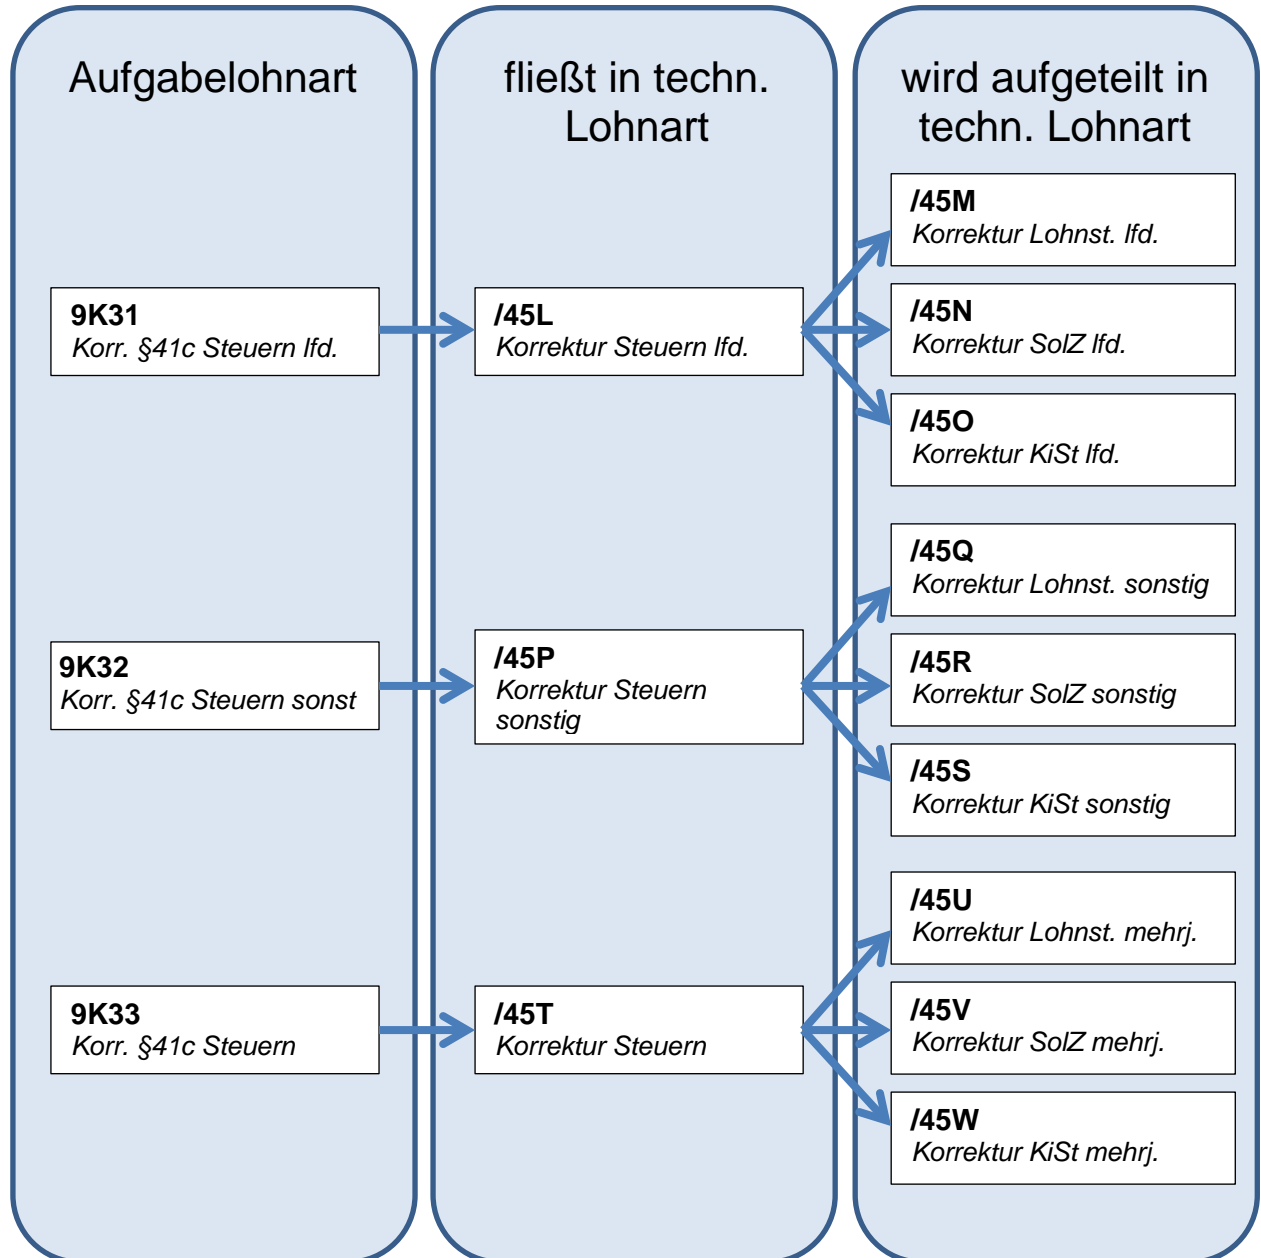 Aufgabelohnart
9K31
Korr. §41c Steuern lfd.
9K32
Korr. §41c Steuern sonst
9K33
Korr. §41c Steuern
fließt in techn.
Lohnart
/45L
Korrektur Steuern lfd.
/45P
Korrektur Steuern
sonstig
/45T
Korrektur Steuern
wird aufgeteilt in
techn. Lohnart
/45M
Korrektur Lohnst. lfd.
/45N
Korrektur SolZ lfd.
/45O
Korrektur KiSt lfd.
/45Q
Korrektur Lohnst. sonstig
/45R
Korrektur SolZ sonstig
/45S
Korrektur KiSt sonstig
/45U
Korrektur Lohnst. mehrj.
/45V
Korrektur SolZ mehrj.
/45W
Korrektur KiSt mehrj.